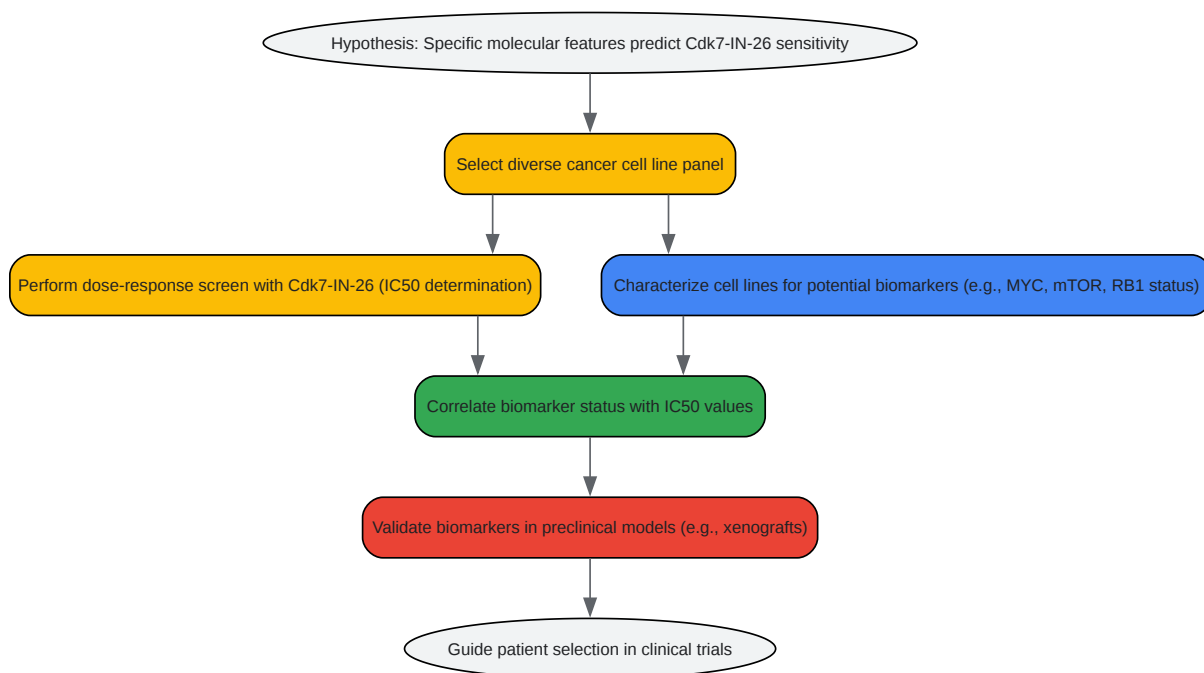 Hypothesis: Specific molecular features predict Cdk7-IN-26 sensitivity
Select diverse cancer cell line panel
Perform dose-response screen with Cdk7-IN-26 (IC50 determination)
Characterize cell lines for potential biomarkers (e.g., MYC, mTOR, RB1 status)
Correlate biomarker status with IC50 values
Validate biomarkers in preclinical models (e.g., xenografts)
Guide patient selection in clinical trials